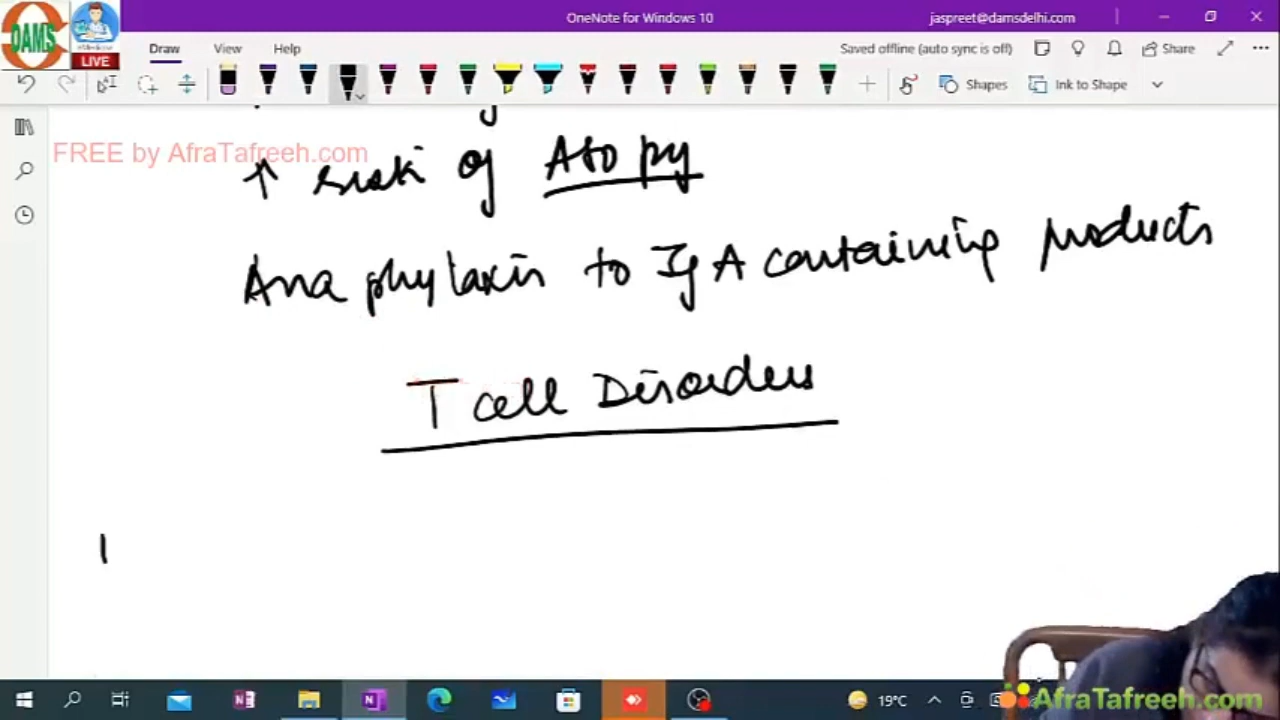 OneNote for Windows 10
jaspreet@damsdelhi.com
DAMS
eMedicoz
LIVE
Draw View Help
Saved offline (auto sync is off)
Share
Shapes
Ink to Shape
FREE by AfraTafreeh.com
↑ risk of Atopy
Anaphylaxis to IgA containing products
T cell Disorders
19°C
AfraTafreeh.com